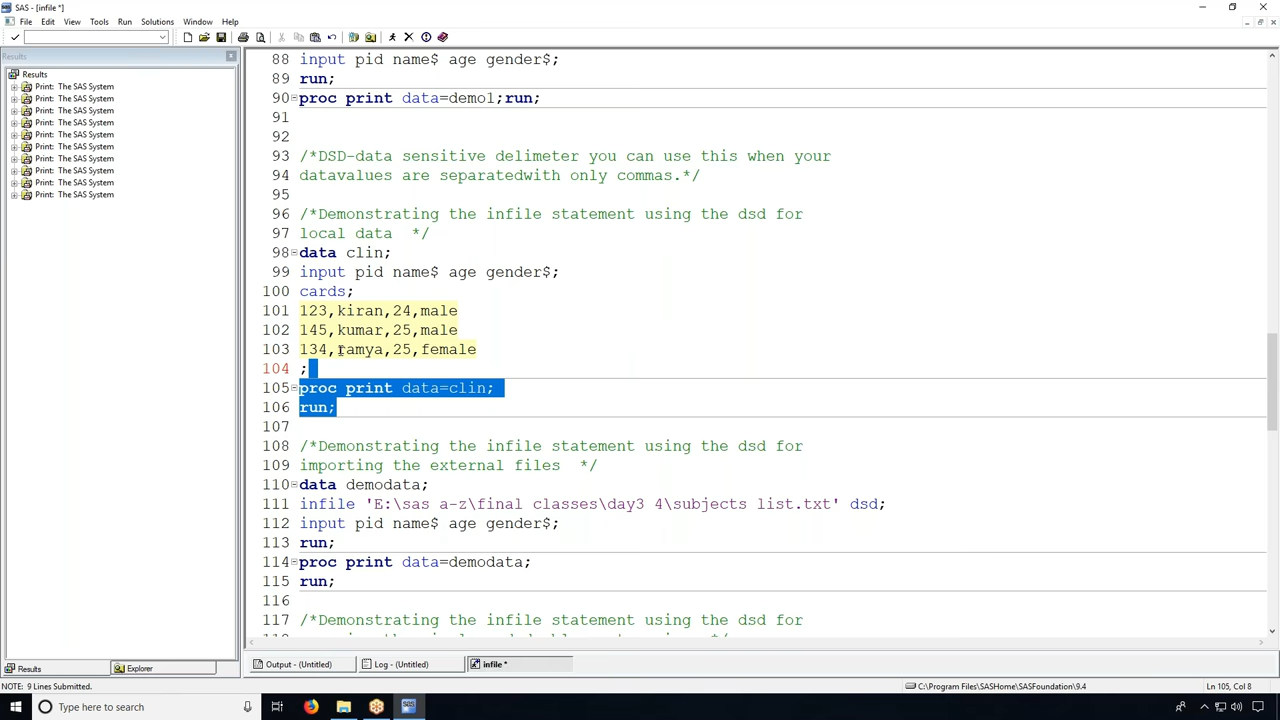 SAS - [infile *]
File Edit View Tools Run Solutions Window Help
Results
Results
Print: The SAS System
Print: The SAS System
Print: The SAS System
Print: The SAS System
Print: The SAS System
Print: The SAS System
Print: The SAS System
Print: The SAS System
Print: The SAS System
Print: The SAS System
88 input pid name$ age gender$;
89 run;
90 proc print data=demo1;run;
91
92
93 /*DSD-data sensitive delimeter you can use this when your
94 datavalues are separatedwith only commas.*/
95
96 /*Demonstrating the infile statement using the dsd for
97 local data */
98 data clin;
99 input pid name$ age gender$;
100 cards;
101 123,kiran,24,male
102 145,kumar,25,male
103 134,ramya,25,female
104 ;
105 proc print data=clin;
106 run;
107
108 /*Demonstrating the infile statement using the dsd for
109 importing the external files */
110 data demodata;
111 infile 'E:\sas a-z\final classes\day3 4\subjects list.txt' dsd;
112 input pid name$ age gender$;
113 run;
114 proc print data=demodata;
115 run;
116
117 /*Demonstrating the infile statement using the dsd for
Results Explorer
Output - (Untitled) Log - (Untitled) infile *
NOTE: 9 Lines Submitted. C:\Program Files\SASHome\SASFoundation\9.4 Ln 105, Col 8
Type here to search